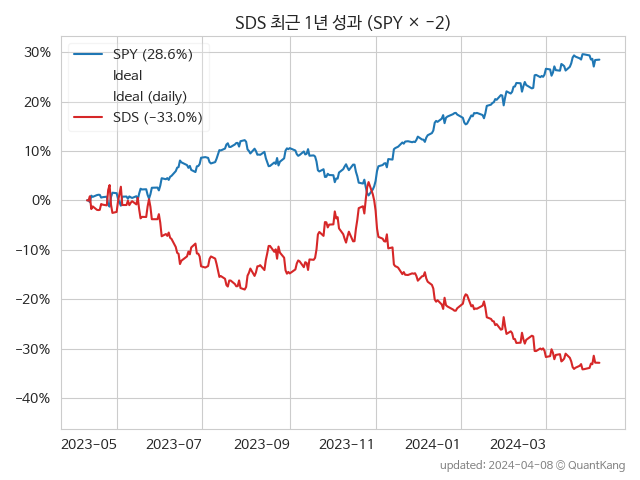 SDS 최근 1년 성과 (SPY × −2)
30%
20%
10%
0%
−10%
−20%
−30%
−40%
SPY (28.6%)
Ideal
Ideal (daily)
SDS (−33.0%)
2023−05
2023−07
2023−09
2023−11
2024−01
2024−03
updated: 2024−04−08 © QuantKang